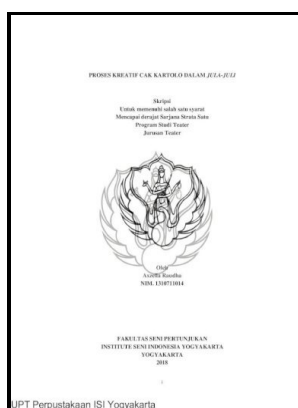 PROSES KREATIF CAK KARTOLO DALAM JULA-JULI
Skripsi
Untuk memenuhi salah satu syarat
Mencapai derajat Sarjana Strata Satu
Program Studi Teater
Jurusan Teater
Oleh
NIM. 1310711014
FAKULTAS SENI PERTUNJUKAN
INSTITUTE SENI INDONESIA YOGYAKARTA
YOGYAKARTA
2018
i
UPT Perpustakaan ISI Yogyakarta